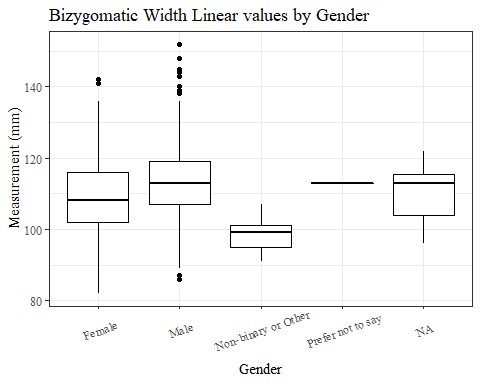 Bizygomatic Width Linear values by Gender
Measurement (mm)
140
120
100
80
Female
Male
Non-binary or Other
Prefer not to say
NA
Gender